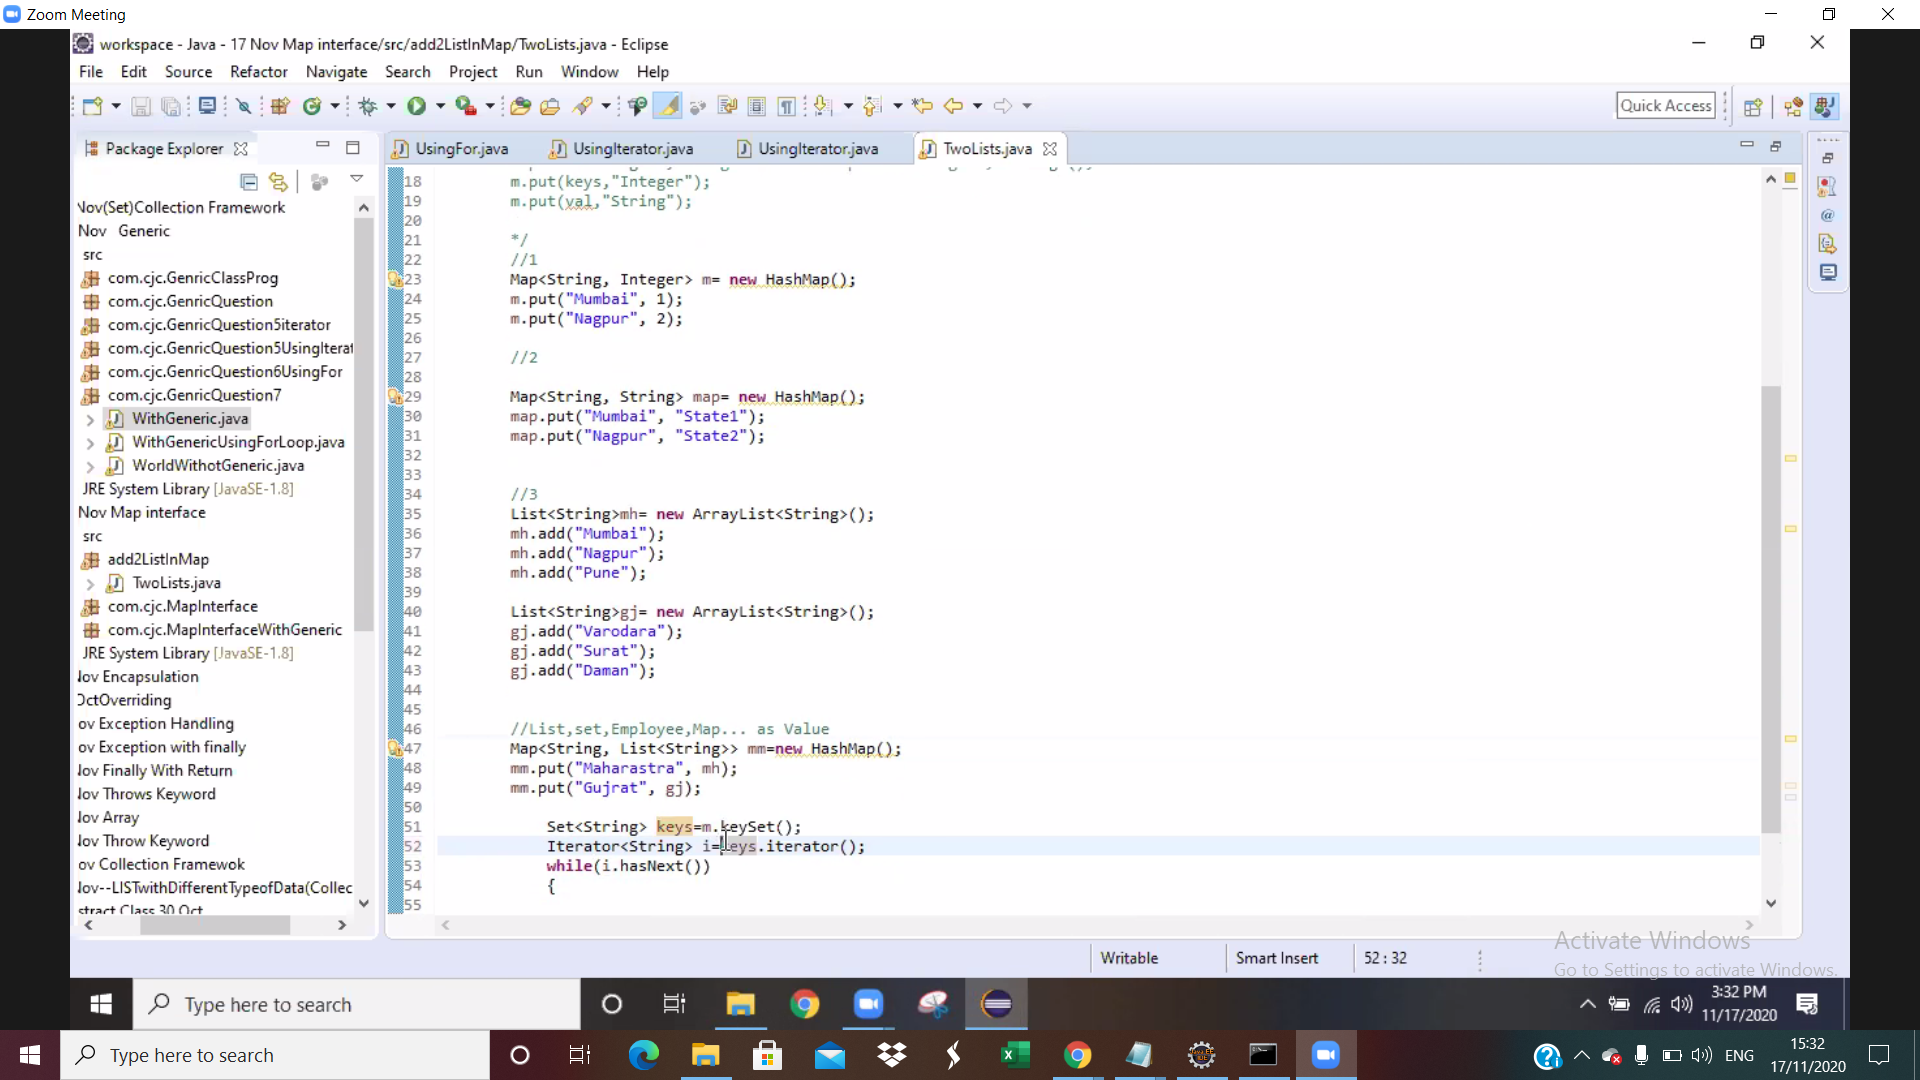 Zoom Meeting
workspace - Java - 17 Nov Map interface/src/add2ListInMap/TwoLists.java - Eclipse
File Edit Source Refactor Navigate Search Project Run Window Help
Quick Access
Package Explorer
UsingFor.java
UsingIterator.java
UsingIterator.java
TwoLists.java
Nov(Set)Collection Framework
Nov Generic
src
com.cjc.GenricClassProg
com.cjc.GenricQuestion
com.cjc.GenricQuestion5iterator
com.cjc.GenricQuestion5UsingIterat
com.cjc.GenricQuestion6UsingFor
com.cjc.GenricQuestion7
WithGeneric.java
WithGenericUsingForLoop.java
WorldWithotGeneric.java
JRE System Library [JavaSE-1.8]
Nov Map interface
src
add2ListInMap
TwoLists.java
com.cjc.MapInterface
com.cjc.MapInterfaceWithGeneric
JRE System Library [JavaSE-1.8]
lov Encapsulation
OctOverriding
ov Exception Handling
ov Exception with finally
lov Finally With Return
lov Throws Keyword
lov Array
lov Throw Keyword
ov Collection Framewok
lov--LISTwithDifferentTypeofData(Collec
stract Class 30 Oct
18 m.put(keys,"Integer");
19 m.put(val,"String");
20
21 */
22 //1
23 Map<String, Integer> m= new HashMap();
24 m.put("Mumbai", 1);
25 m.put("Nagpur", 2);
26
27 //2
28
29 Map<String, String> map= new HashMap();
30 map.put("Mumbai", "State1");
31 map.put("Nagpur", "State2");
32
33
34 //3
35 List<String>mh= new ArrayList<String>();
36 mh.add("Mumbai");
37 mh.add("Nagpur");
38 mh.add("Pune");
39
40 List<String>gj= new ArrayList<String>();
41 gj.add("Varodara");
42 gj.add("Surat");
43 gj.add("Daman");
44
45
46 //List,set,Employee,Map... as Value
47 Map<String, List<String>> mm=new HashMap();
48 mm.put("Maharastra", mh);
49 mm.put("Gujrat", gj);
50
51 Set<String> keys=m.keySet();
52 Iterator<String> i=keys.iterator();
53 while(i.hasNext())
54 {
55
Activate Windows
Go to Settings to activate Windows.
Writable
Smart Insert
52 : 32
Type here to search
3:32 PM
11/17/2020
Type here to search
ENG
15:32
17/11/2020